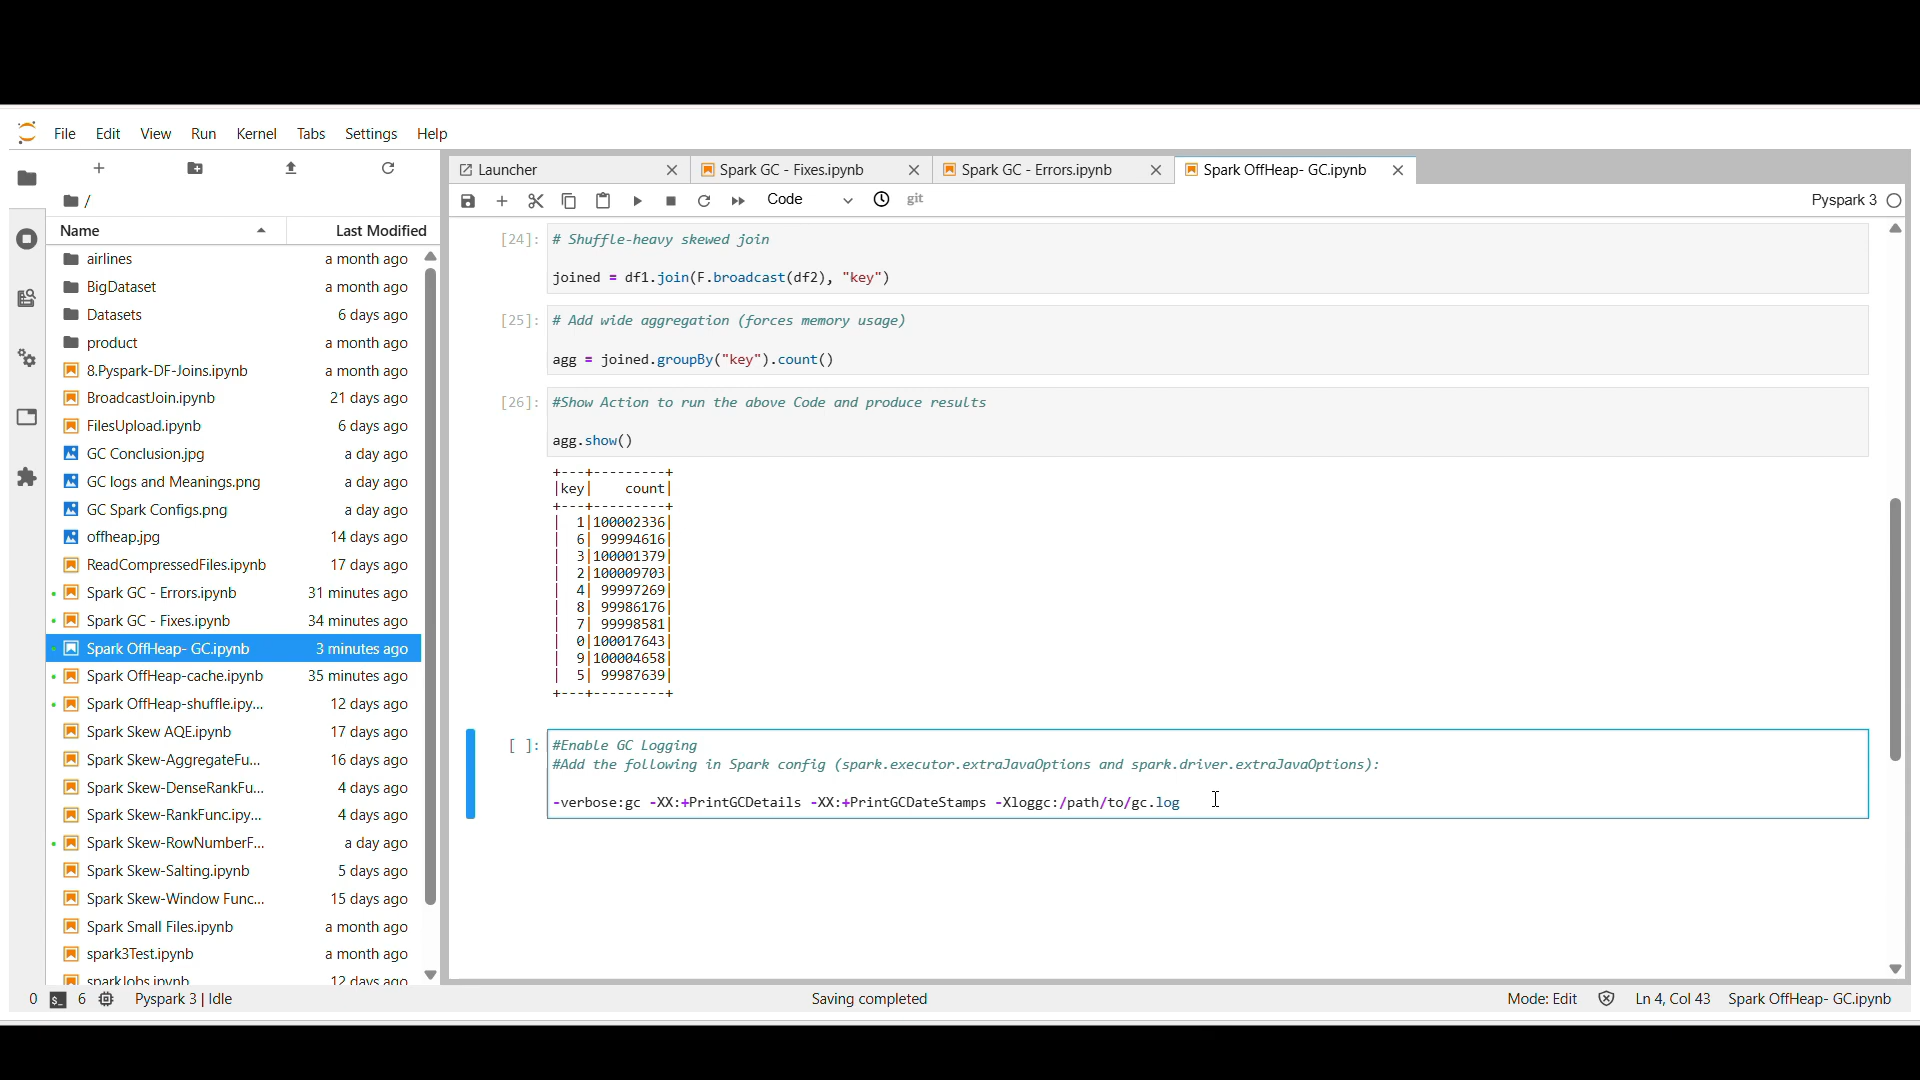 File Edit View Run Kernel Tabs Settings Help
Launcher
Spark GC - Fixes.ipynb
Spark GC - Errors.ipynb
Spark OffHeap- GC.ipynb
/
Code
git
Pyspark 3
Name Last Modified
airlines a month ago
BigDataset a month ago
Datasets 6 days ago
product a month ago
8.Pyspark-DF-Joins.ipynb a month ago
BroadcastJoin.ipynb 21 days ago
FilesUpload.ipynb 6 days ago
GC Conclusion.jpg a day ago
GC logs and Meanings.png a day ago
GC Spark Configs.png a day ago
offheap.jpg 14 days ago
ReadCompressedFiles.ipynb 17 days ago
Spark GC - Errors.ipynb 31 minutes ago
Spark GC - Fixes.ipynb 34 minutes ago
Spark OffHeap- GC.ipynb 3 minutes ago
Spark OffHeap-cache.ipynb 35 minutes ago
Spark OffHeap-shuffle.ipy... 12 days ago
Spark Skew AQE.ipynb 17 days ago
Spark Skew-AggregateFu... 16 days ago
Spark Skew-DenseRankFu... 4 days ago
Spark Skew-RankFunc.ipy... 4 days ago
Spark Skew-RowNumberF... a day ago
Spark Skew-Salting.ipynb 5 days ago
Spark Skew-Window Func... 15 days ago
Spark Small Files.ipynb a month ago
spark3Test.ipynb a month ago
sparkJobs.ipynb 12 days ago
[24]: # Shuffle-heavy skewed join
joined = df1.join(F.broadcast(df2), "key")
[25]: # Add wide aggregation (forces memory usage)
agg = joined.groupBy("key").count()
[26]: #Show Action to run the above Code and produce results
agg.show()
+---+---------+
|key|    count|
+---+---------+
|  1|100002336|
|  6| 99994616|
|  3|100001379|
|  2|100009703|
|  4| 99997269|
|  8| 99986176|
|  7| 99998581|
|  0|100017643|
|  9|100004658|
|  5| 99987639|
+---+---------+
[ ]: #Enable GC Logging
#Add the following in Spark config (spark.executor.extraJavaOptions and spark.driver.extraJavaOptions):
-verbose:gc -XX:+PrintGCDetails -XX:+PrintGCDateStamps -Xloggc:/path/to/gc.log
0 $_ 6 Pyspark 3 | Idle
Saving completed
Mode: Edit
Ln 4, Col 43
Spark OffHeap- GC.ipynb